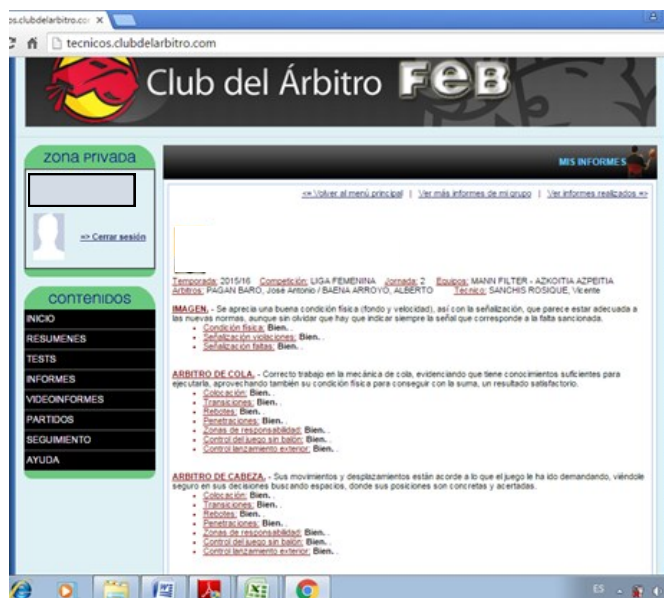 os.clubdelarbitro.co
tecnicos.clubdelarbitro.com
Club del Árbitro FEB
zona privada
MIS INFORMES
<= Volver al menú principal | Ver más informes de mi grupo | Ver informes realizados =>
=> Cerrar sesión
Temporada: 2015/16 Competición: LIGA FEMENINA Jornada: 2 Equipos: MANN FILTER - AZKOITIA AZPEITIA
Arbitros: PAGAN BARO, José Antonio / BAENA ARROYO, ALBERTO Tecnico: SANCHIS ROSIQUE, Vicente
contenidos
INICIO
RESUMENES
TESTS
INFORMES
VIDEOINFORMES
PARTIDOS
SEGUIMIENTO
AYUDA
IMAGEN. - Se aprecia una buena condición física (fondo y velocidad), así con la señalización, que parece estar adecuada a
las nuevas normas, aunque sin olvidar que hay que indicar siempre la señal que corresponde a la falta sancionada.
Condición física: Bien. .
Señalización violaciones: Bien. .
Señalización faltas: Bien. .
ARBITRO DE COLA. - Correcto trabajo en la mecánica de cola, evidenciando que tiene conocimientos suficientes para
ejecutarla, aprovechando también su condición física para conseguir con la suma, un resultado satisfactorio.
Colocación: Bien. .
Transiciones: Bien. .
Rebotes: Bien. .
Penetraciones: Bien. .
Zonas de responsabilidad: Bien. .
Control del juego sin balón: Bien. .
Control lanzamiento exterior: Bien. .
ARBITRO DE CABEZA. - Sus movimientos y desplazamientos están acorde a lo que el juego le ha ido demandando, viéndole
seguro en sus decisiones buscando espacios, donde sus posiciones son concretas y acertadas.
Colocación: Bien. .
Transiciones: Bien. .
Rebotes: Bien. .
Penetraciones: Bien. .
Zonas de responsabilidad: Bien. .
Control del juego sin balón: Bien. .
Control lanzamiento exterior: Bien. .
ES